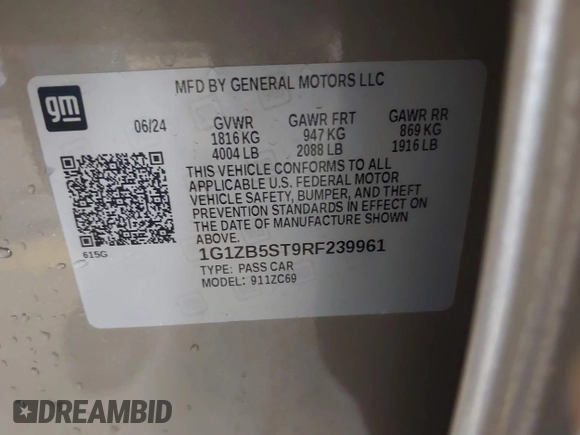 gm
MFD BY GENERAL MOTORS LLC
06/24 GVWR GAWR FRT GAWR RR
1816 KG 947 KG 869 KG
4004 LB 2088 LB 1916 LB
THIS VEHICLE CONFORMS TO ALL
APPLICABLE U.S. FEDERAL MOTOR
VEHICLE SAFETY, BUMPER, AND THEFT
PREVENTION STANDARDS IN EFFECT ON
THE DATE OF MANUFACTURE SHOWN
ABOVE.
615G
1G1ZB5ST9RF239961
TYPE: PASS CAR
MODEL: 911ZC69
DREAMBID